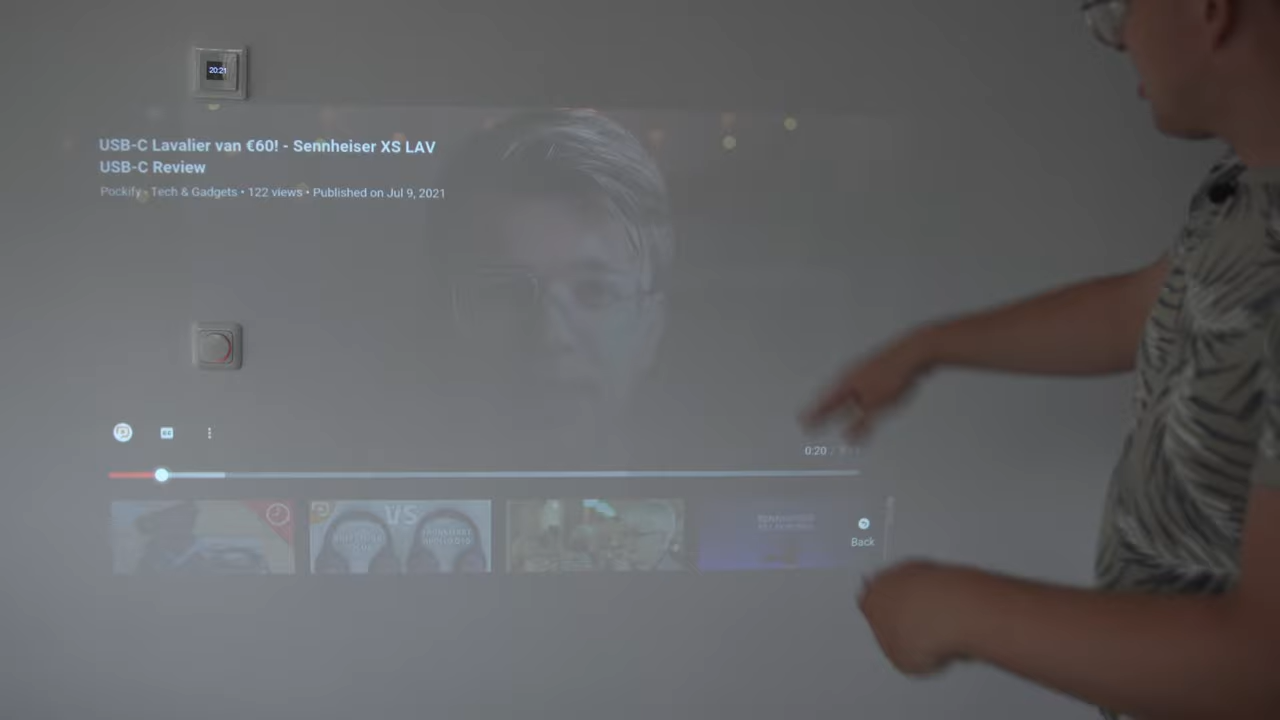 20:21
USB-C Lavalier van €60! - Sennheiser XS LAV
USB-C Review
Pockify: Tech & Gadgets • 122 views • Published on Jul 9, 2021
CC
0:20
VS
Back